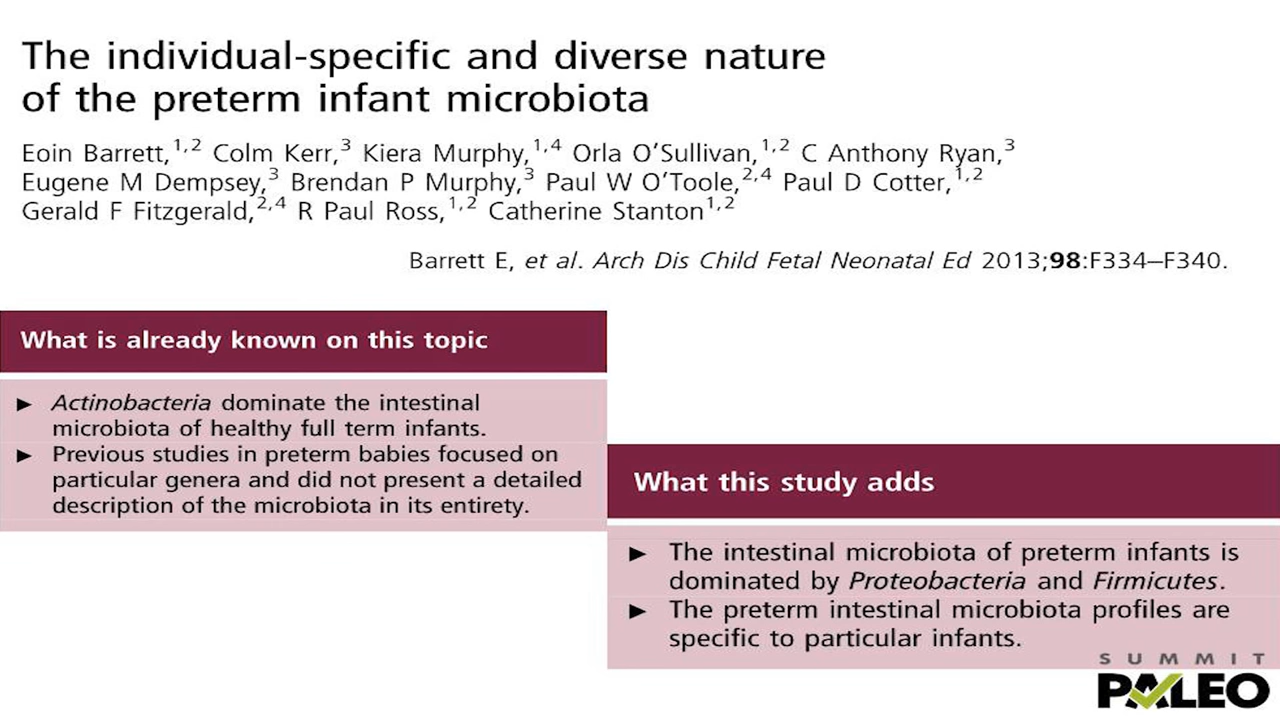 The individual-specific and diverse nature
of the preterm infant microbiota
Eoin Barrett,1,2 Colm Kerr,3 Kiera Murphy,1,4 Orla O'Sullivan,1,2 C Anthony Ryan,3
Eugene M Dempsey,3 Brendan P Murphy,3 Paul W O'Toole,2,4 Paul D Cotter,1,2
Gerald F Fitzgerald,2,4 R Paul Ross,1,2 Catherine Stanton1,2
Barrett E, et al. Arch Dis Child Fetal Neonatal Ed 2013;98:F334–F340.
What is already known on this topic
► Actinobacteria dominate the intestinal
microbiota of healthy full term infants.
► Previous studies in preterm babies focused on
particular genera and did not present a detailed
description of the microbiota in its entirety.
What this study adds
► The intestinal microbiota of preterm infants is
dominated by Proteobacteria and Firmicutes.
► The preterm intestinal microbiota profiles are
specific to particular infants.
SUMMIT
PALEO